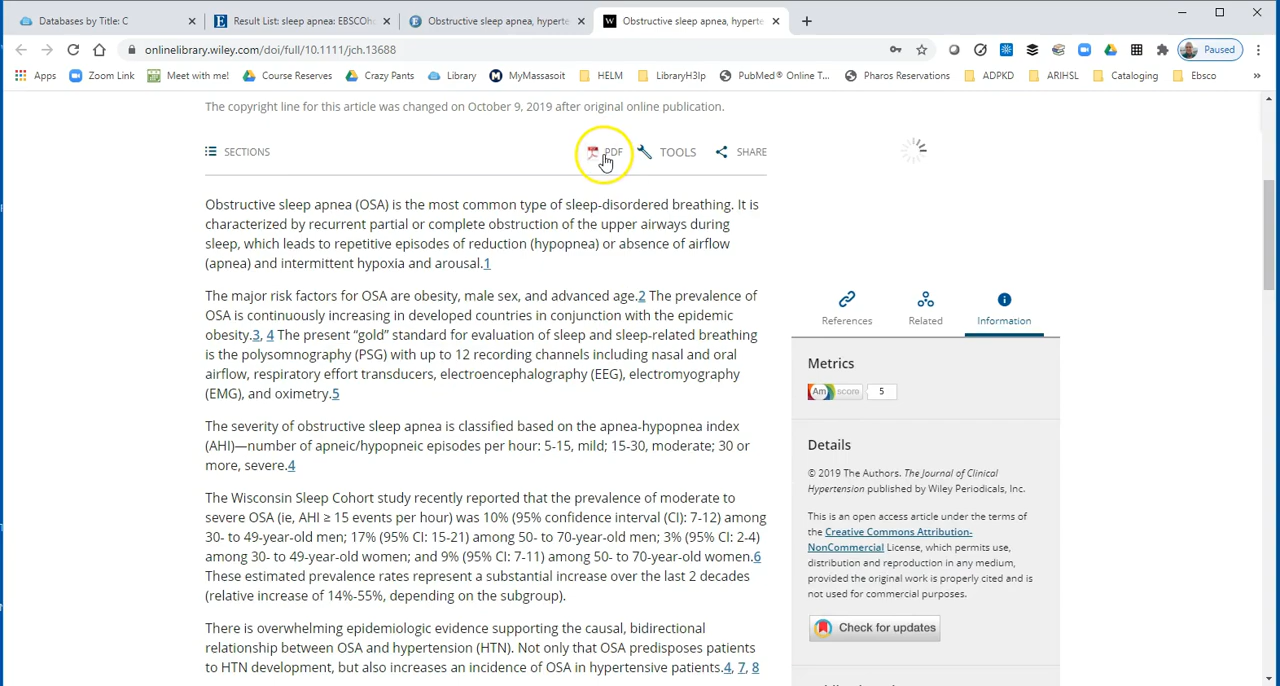 Databases by Title: C
Result List: sleep apnea: EBSCOh
Obstructive sleep apnea, hyperte
W Obstructive sleep apnea, hyperte
onlinelibrary.wiley.com/doi/full/10.1111/jch.13688
Paused
Apps Zoom Link Meet with me! Course Reserves Crazy Pants Library MyMassasoit HELM LibraryH3lp PubMed® Online T... Pharos Reservations ADPKD ARIHSL Cataloging Ebsco »
The copyright line for this article was changed on October 9, 2019 after original online publication.
SECTIONS PDF TOOLS SHARE
Obstructive sleep apnea (OSA) is the most common type of sleep-disordered breathing. It is
characterized by recurrent partial or complete obstruction of the upper airways during
sleep, which leads to repetitive episodes of reduction (hypopnea) or absence of airflow
(apnea) and intermittent hypoxia and arousal.1
The major risk factors for OSA are obesity, male sex, and advanced age.2 The prevalence of
OSA is continuously increasing in developed countries in conjunction with the epidemic
obesity.3, 4 The present “gold” standard for evaluation of sleep and sleep-related breathing
is the polysomnography (PSG) with up to 12 recording channels including nasal and oral
airflow, respiratory effort transducers, electroencephalography (EEG), electromyography
(EMG), and oximetry.5
The severity of obstructive sleep apnea is classified based on the apnea-hypopnea index
(AHI)—number of apneic/hypopneic episodes per hour: 5-15, mild; 15-30, moderate; 30 or
more, severe.4
The Wisconsin Sleep Cohort study recently reported that the prevalence of moderate to
severe OSA (ie, AHI ≥ 15 events per hour) was 10% (95% confidence interval (CI): 7-12) among
30- to 49-year-old men; 17% (95% CI: 15-21) among 50- to 70-year-old men; 3% (95% CI: 2-4)
among 30- to 49-year-old women; and 9% (95% CI: 7-11) among 50- to 70-year-old women.6
These estimated prevalence rates represent a substantial increase over the last 2 decades
(relative increase of 14%-55%, depending on the subgroup).
There is overwhelming epidemiologic evidence supporting the causal, bidirectional
relationship between OSA and hypertension (HTN). Not only that OSA predisposes patients
to HTN development, but also increases an incidence of OSA in hypertensive patients.4, 7, 8
References Related Information
Metrics
Am score 5
Details
© 2019 The Authors. The Journal of Clinical
Hypertension published by Wiley Periodicals, Inc.
This is an open access article under the terms of
the Creative Commons Attribution-
NonCommercial License, which permits use,
distribution and reproduction in any medium,
provided the original work is properly cited and is
not used for commercial purposes.
Check for updates